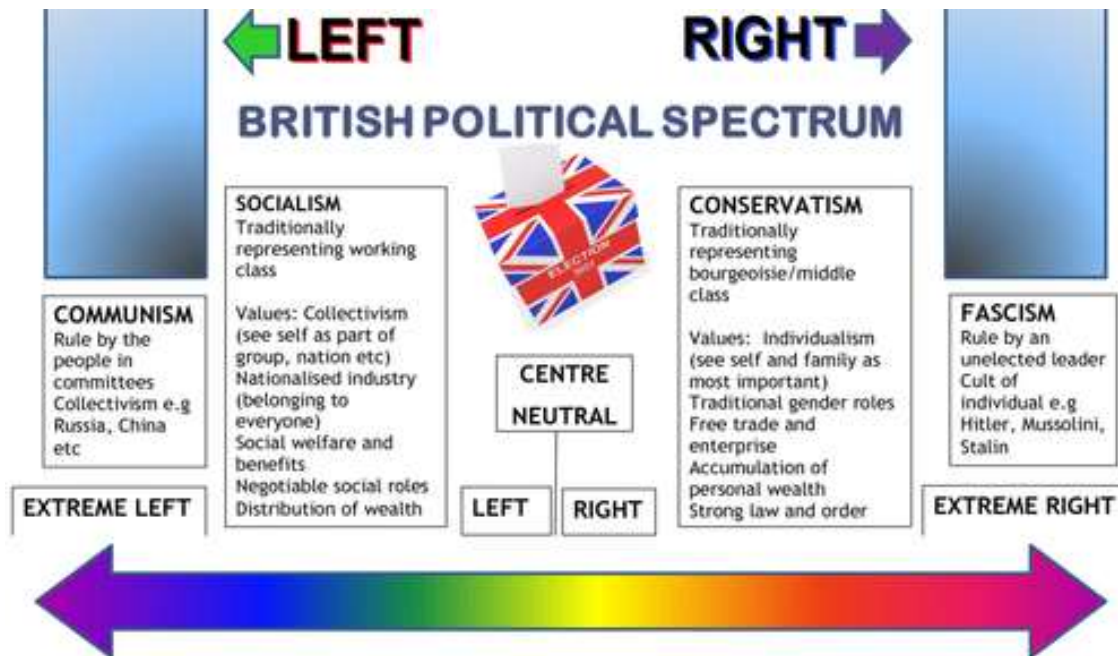 LEFT
RIGHT
BRITISH POLITICAL SPECTRUM
COMMUNISM
Rule by the
people in
committees
Collectivism e.g
Russia, China
etc
EXTREME LEFT
SOCIALISM
Traditionally
representing working
class
Values: Collectivism
(see self as part of
group, nation etc)
Nationalised industry
(belonging to
everyone)
Social welfare and
benefits
Negotiable social roles
Distribution of wealth
ELECTION
CENTRE
NEUTRAL
LEFT
RIGHT
CONSERVATISM
Traditionally
representing
bourgeoisie/middle
class
Values: Individualism
(see self and family as
most important)
Traditional gender roles
Free trade and
enterprise
Accumulation of
personal wealth
Strong law and order
FASCISM
Rule by an
unelected leader
Cult of
individual e.g
Hitler, Mussolini,
Stalin
EXTREME RIGHT